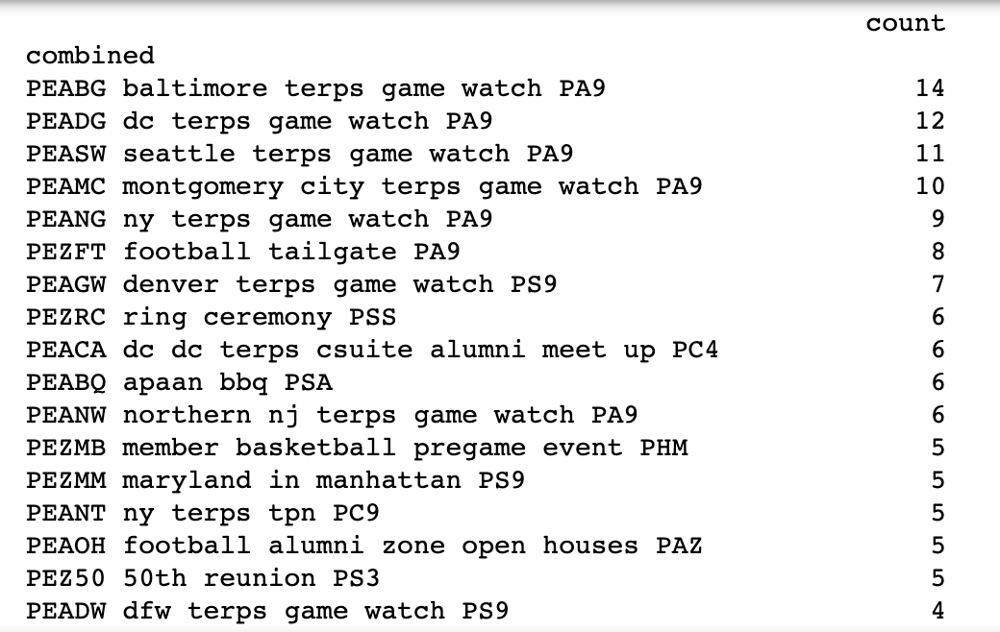 count
combined
PEABG baltimore terps game watch PA9 14
PEADG dc terps game watch PA9 12
PEASW seattle terps game watch PA9 11
PEAMC montgomery city terps game watch PA9 10
PEANG ny terps game watch PA9 9
PEZFT football tailgate PA9 8
PEAGW denver terps game watch PS9 7
PEZRC ring ceremony PSS 6
PEACA dc dc terps csuite alumni meet up PC4 6
PEABQ apaan bbq PSA 6
PEANW northern nj terps game watch PA9 6
PEZMB member basketball pregame event PHM 5
PEZMM maryland in manhattan PS9 5
PEANT ny terps tpn PC9 5
PEAOH football alumni zone open houses PAZ 5
PEZ50 50th reunion PS3 5
PEADW dfw terps game watch PS9 4